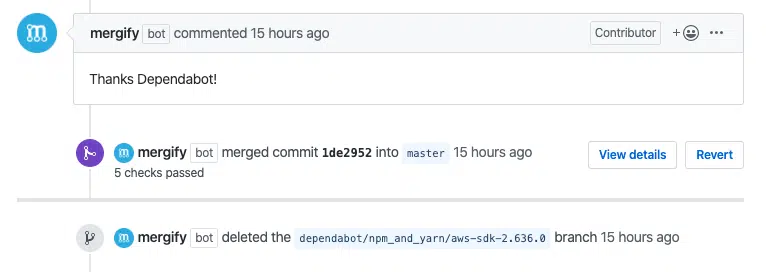 mergify bot commented 15 hours ago Contributor
Thanks Dependabot!
mergify bot merged commit 1de2952 into master 15 hours ago View details Revert
5 checks passed
mergify bot deleted the dependabot/npm_and_yarn/aws-sdk-2.636.0 branch 15 hours ago